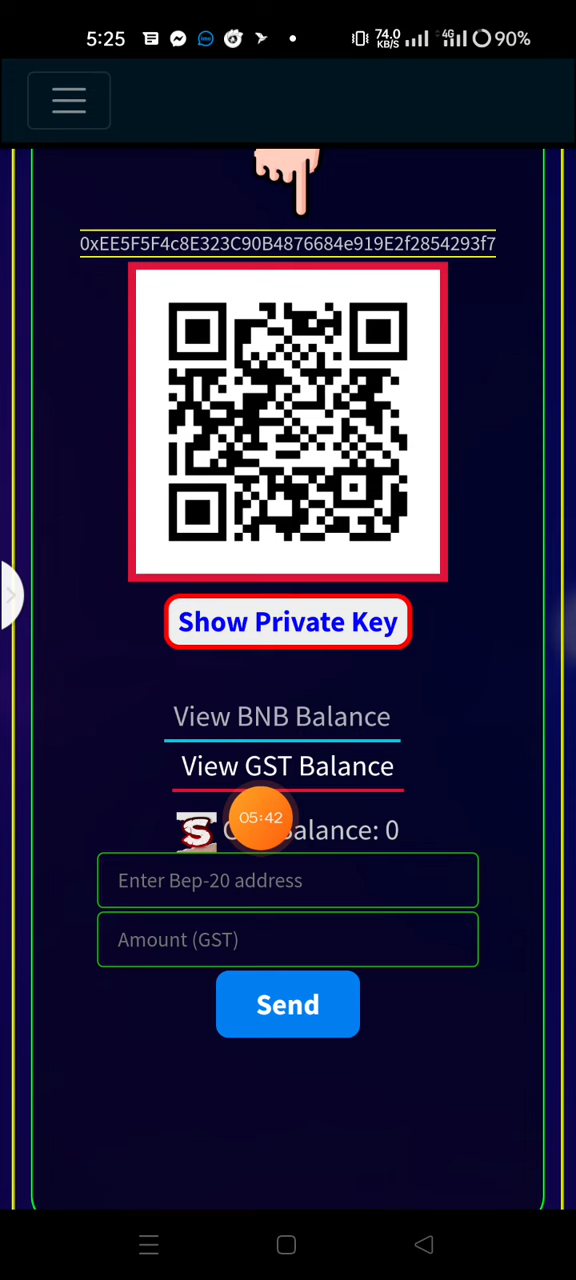 5:25 74.0 KB/S 4G 90%
0xEE5F5F4c8E323C90B4876684e919E2f2854293f7
Show Private Key
View BNB Balance
View GST Balance
S 05:42 alance: 0
Enter Bep-20 address
Amount (GST)
Send